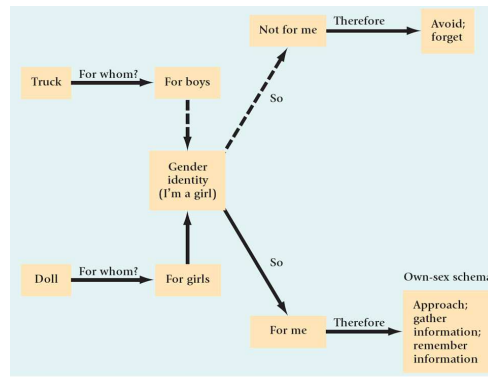 Not for me
Therefore
Avoid;
forget
Truck
For whom?
For boys
So
Gender
identity
(I'm a girl)
Doll
For whom?
For girls
So
Own-sex schema
For me
Therefore
Approach;
gather
information;
remember
information